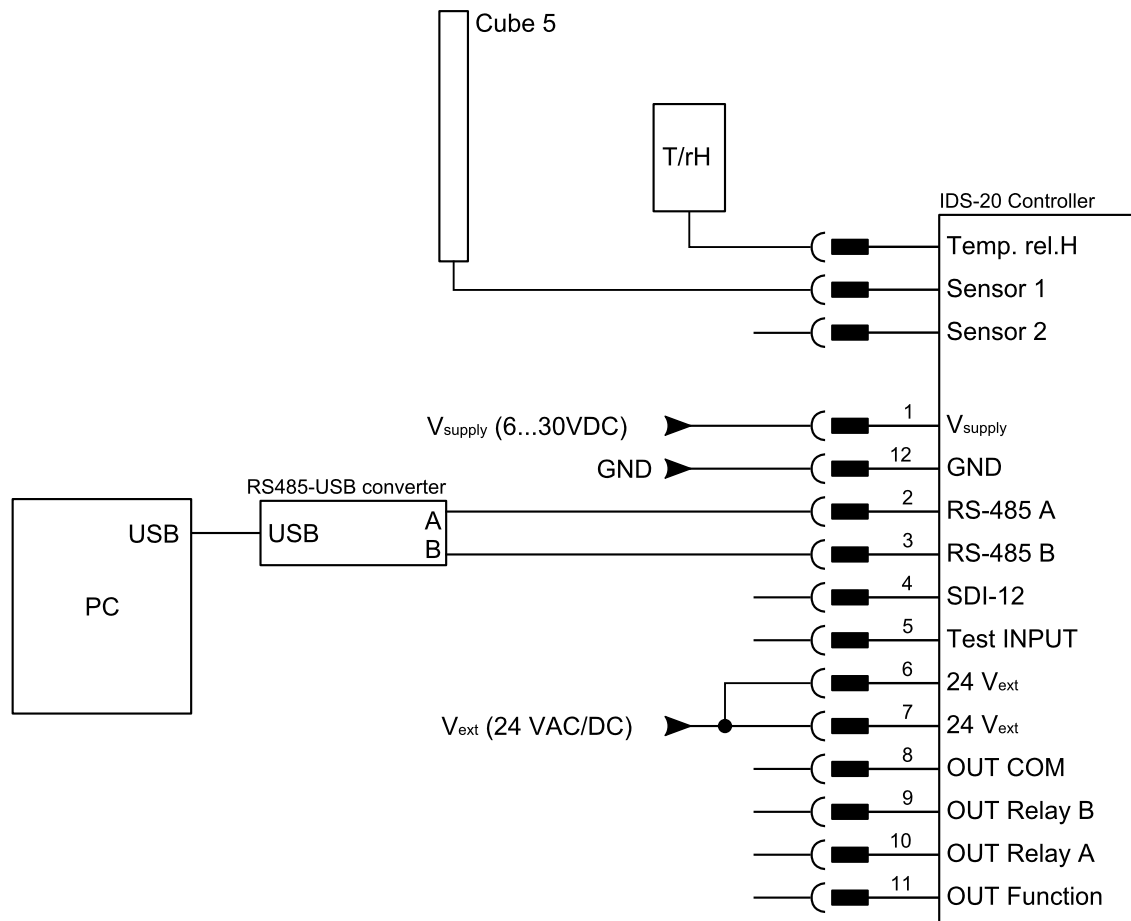 Cube 5
T/rH
IDS-20 Controller
Temp. rel.H
Sensor 1
Sensor 2
Vsupply (6...30VDC)
1
Vsupply
GND
12
GND
RS485-USB converter
USB
USB
A
B
PC
2
RS-485 A
3
RS-485 B
4
SDI-12
5
Test INPUT
6
24 Vext
Vext (24 VAC/DC)
7
24 Vext
8
OUT COM
9
OUT Relay B
10
OUT Relay A
11
OUT Function